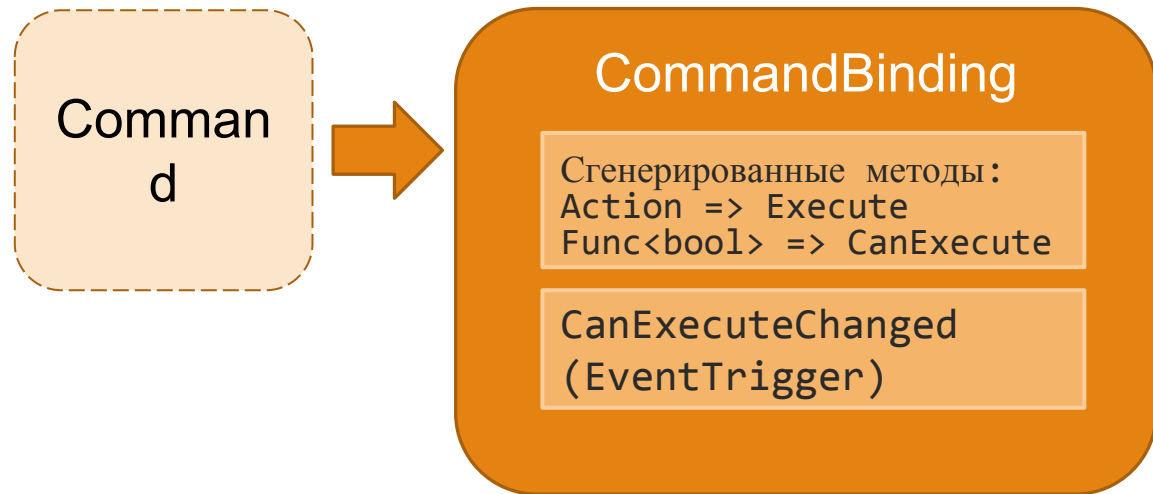 Comman
d
CommandBinding
Сгенерированные методы:
Action => Execute
Func<bool> => CanExecute
CanExecuteChanged
(EventTrigger)